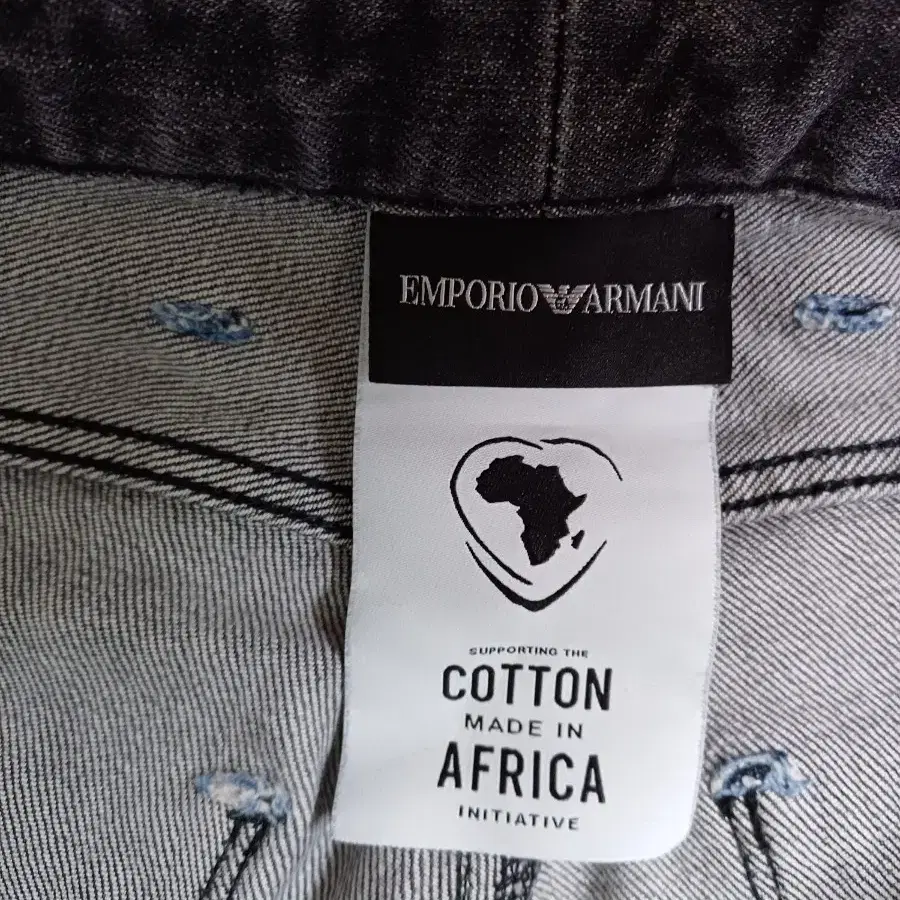 EMPORIO ARMANI
SUPPORTING THE
COTTON
MADE IN
AFRICA
INITIATIVE